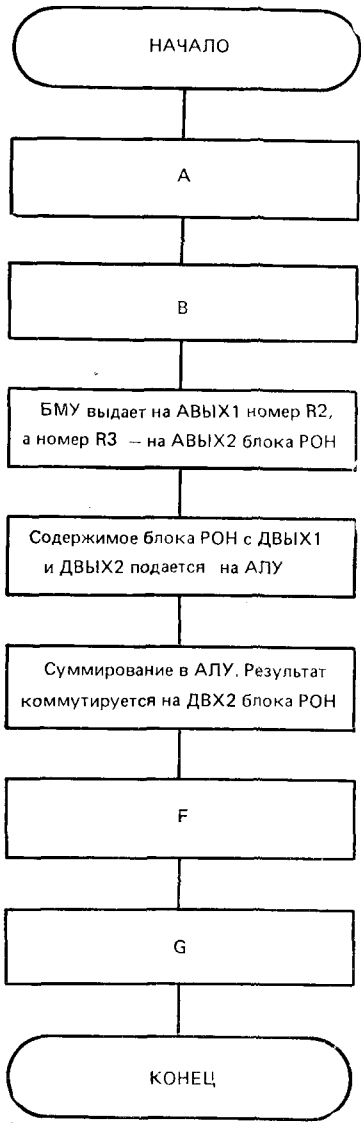 НАЧАЛО
A
B
БМУ выдает на АВЫХ1 номер R2,
а номер R3 — на АВЫХ2 блока РОН
Содержимое блока РОН с ДВЫХ1
и ДВЫХ2 подается на АЛУ
Суммирование в АЛУ. Результат
коммутируется на ДВХ2 блока РОН
F
G
КОНЕЦ